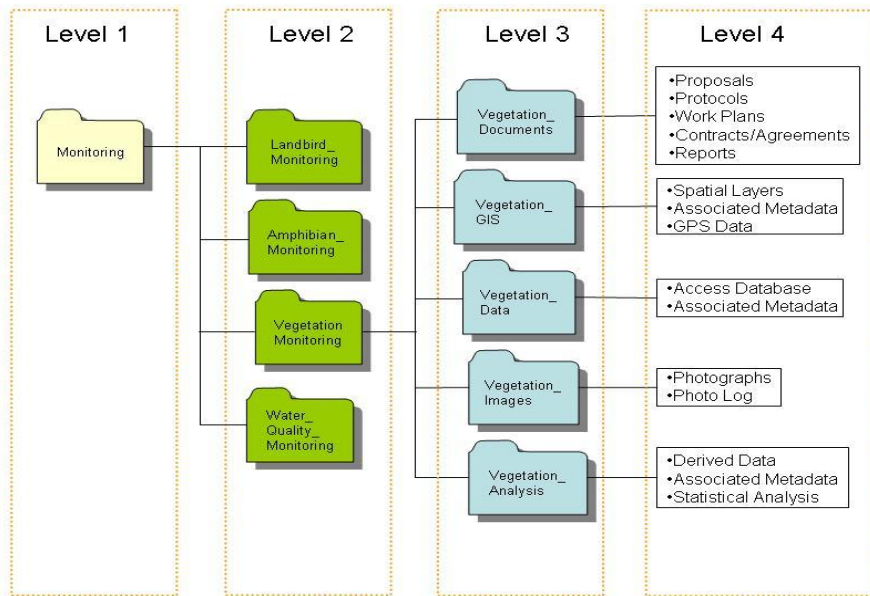 Level 1
Level 2
Level 3
Level 4
Monitoring
Landbird_
Monitoring
Amphibian_
Monitoring
Vegetation
Monitoring
Water_
Quality_
Monitoring
Vegetation_
Documents
Vegetation_
GIS
Vegetation_
Data
Vegetation_
Images
Vegetation_
Analysis
•Proposals
•Protocols
•Work Plans
•Contracts/Agreements
•Reports
•Spatial Layers
•Associated Metadata
•GPS Data
•Access Database
•Associated Metadata
•Photographs
•Photo Log
•Derived Data
•Associated Metadata
•Statistical Analysis